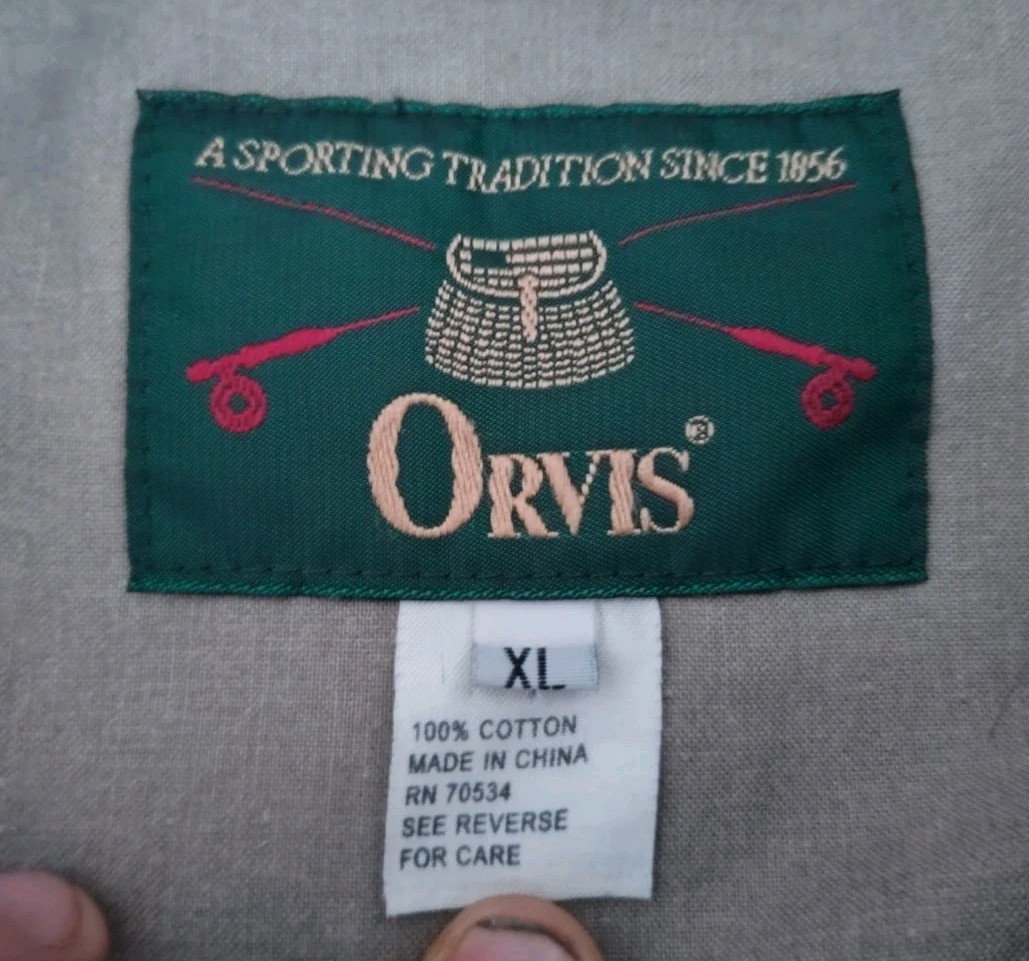 A SPORTING TRADITION SINCE 1856
ORVIS®
XL
100% COTTON
MADE IN CHINA
RN 70534
SEE REVERSE
FOR CARE